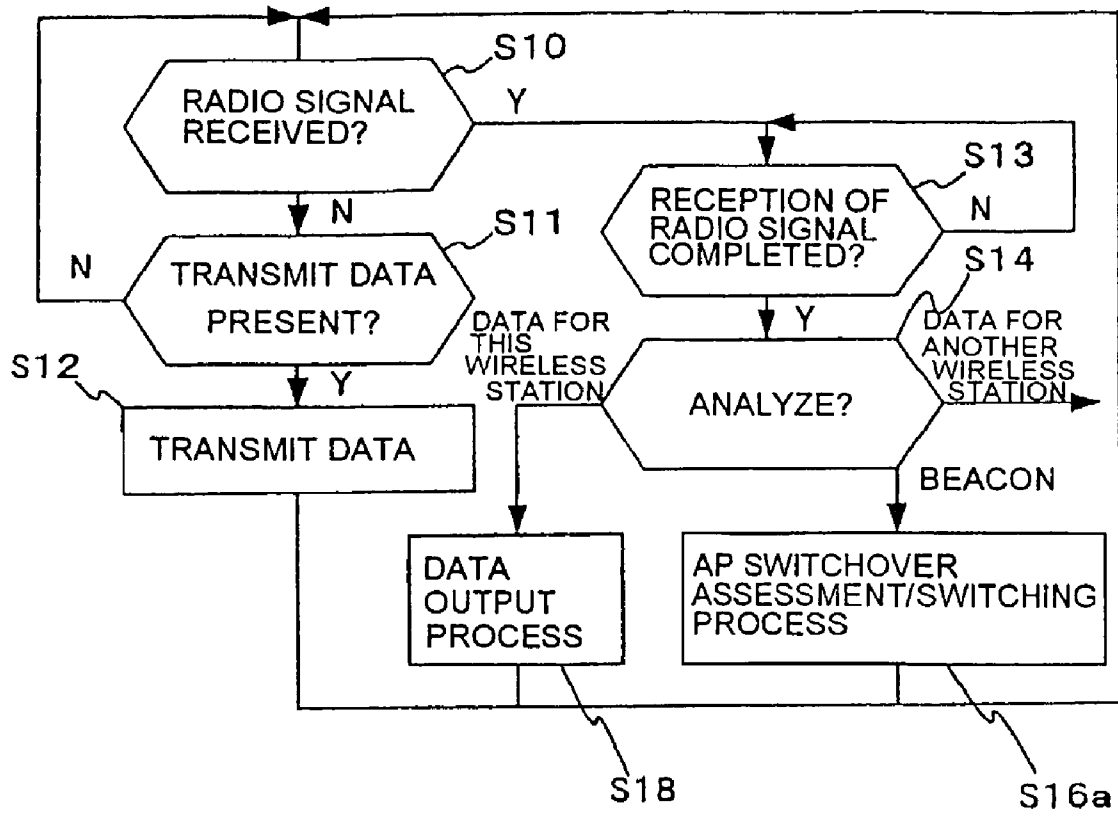 S10
RADIO SIGNAL
RECEIVED?
Y
N
S13
RECEPTION OF
RADIO SIGNAL
COMPLETED?
N
Y
S11
TRANSMIT DATA
PRESENT?
N
Y
S12
TRANSMIT DATA
S14
ANALYZE?
DATA FOR
THIS
WIRELESS
STATION
DATA FOR
ANOTHER
WIRELESS
STATION
BEACON
DATA
OUTPUT
PROCESS
S18
AP SWITCHOVER
ASSESSMENT/SWITCHING
PROCESS
S16a